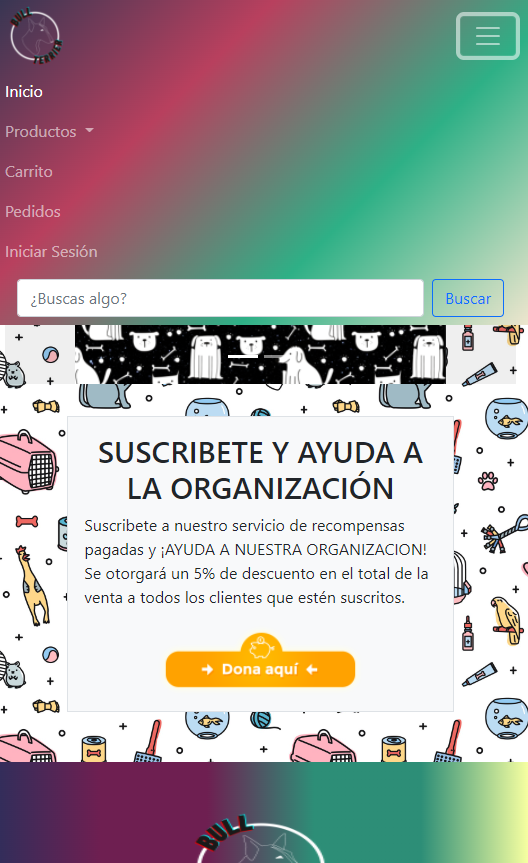 BULL
TERRIER
Inicio
Productos
Carrito
Pedidos
Iniciar Sesión
¿Buscas algo?
Buscar
SUSCRIBETE Y AYUDA A
LA ORGANIZACIÓN
Suscribete a nuestro servicio de recompensas
pagadas y ¡AYUDA A NUESTRA ORGANIZACION!
Se otorgará un 5% de descuento en el total de la
venta a todos los clientes que estén suscritos.
Dona aquí
BULL